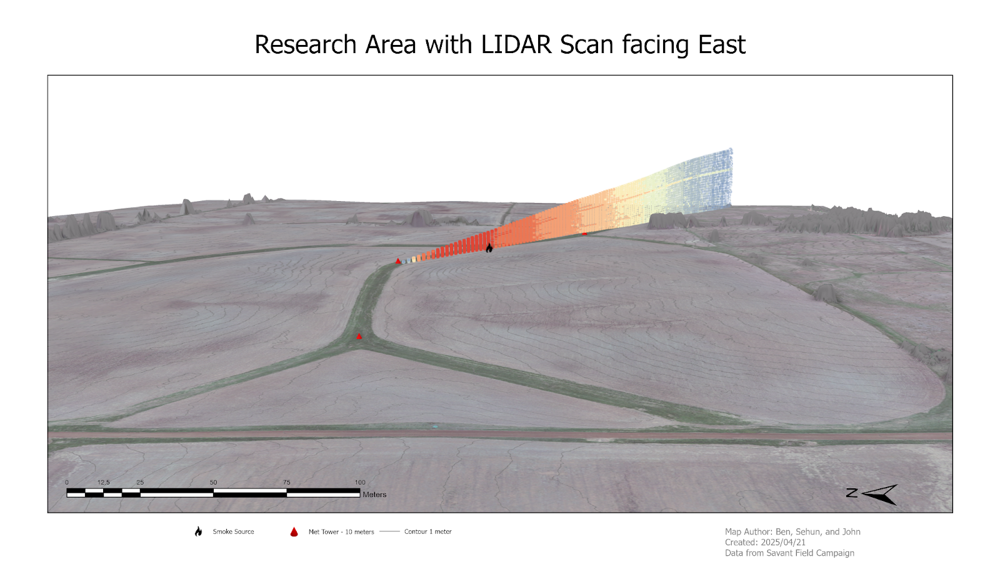 Research Area with LIDAR Scan facing East
0 12,5 25 50 75 100
Meters
N
Smoke Source Met Tower - 10 meters Contour 1 meter
Map Author: Ben, Sehun, and John
Created: 2025/04/21
Data from Savant Field Campaign